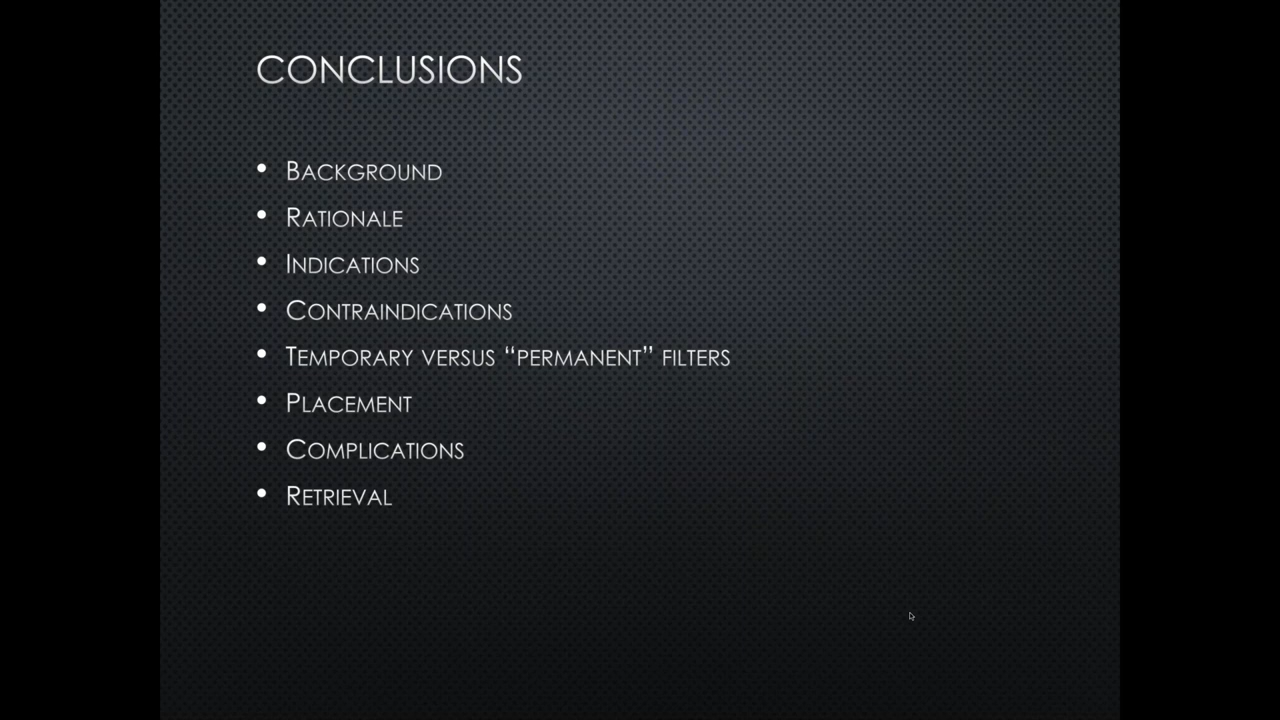 CONCLUSIONS
• BACKGROUND
• RATIONALE
• INDICATIONS
• CONTRAINDICATIONS
• TEMPORARY VERSUS “PERMANENT” FILTERS
• PLACEMENT
• COMPLICATIONS
• RETRIEVAL